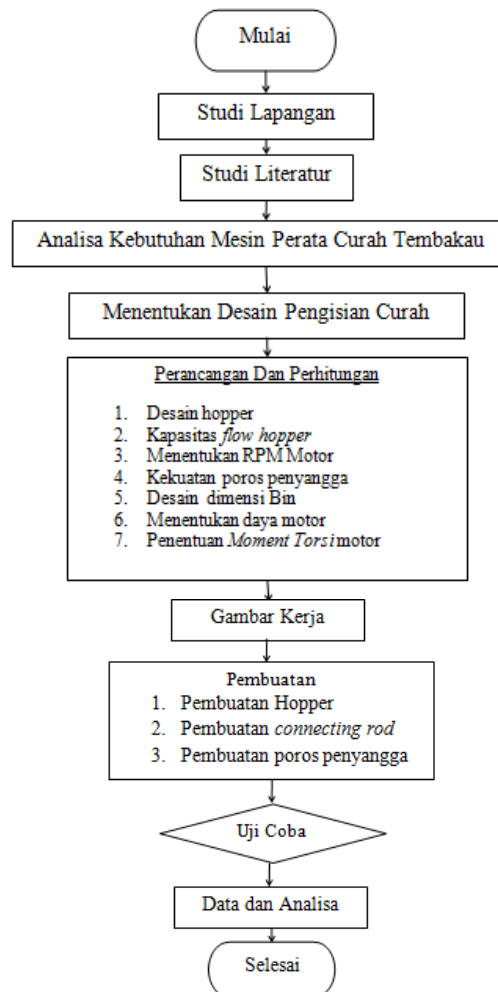 Mulai
Studi Lapangan
Studi Literatur
Analisa Kebutuhan Mesin Perata Curah Tembakau
Menentukan Desain Pengisian Curah
Perancangan Dan Perhitungan
1. Desain hopper
2. Kapasitas flow hopper
3. Menentukan RPM Motor
4. Kekuatan poros penyangga
5. Desain dimensi Bin
6. Menentukan daya motor
7. Penentuan Moment Torsi motor
Gambar Kerja
Pembuatan
1. Pembuatan Hopper
2. Pembuatan connecting rod
3. Pembuatan poros penyangga
Uji Coba
Data dan Analisa
Selesai